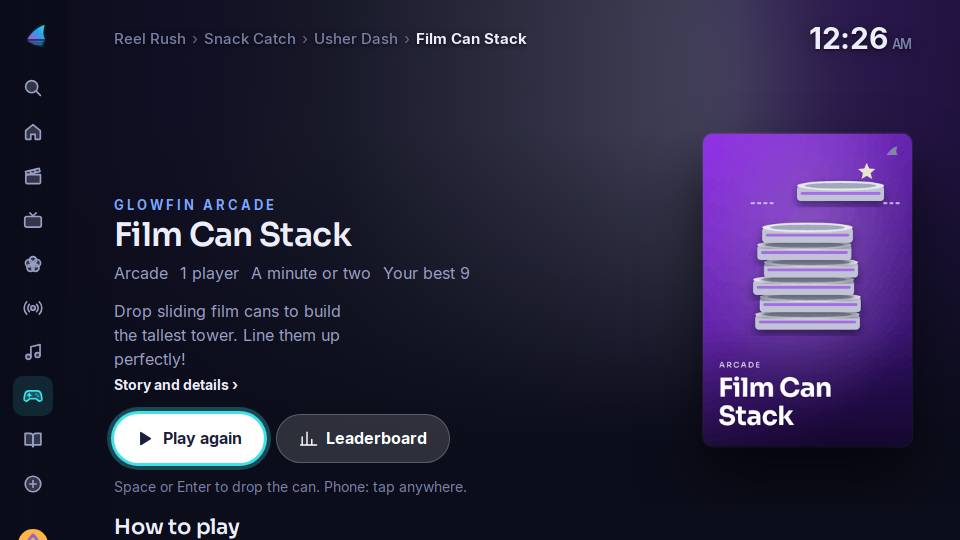 Reel Rush › Snack Catch › Usher Dash › Film Can Stack
12:26 AM
GLOWFIN ARCADE
Film Can Stack
Arcade 1 player A minute or two Your best 9
Drop sliding film cans to build
the tallest tower. Line them up
perfectly!
Story and details ›
Play again
Leaderboard
Space or Enter to drop the can. Phone: tap anywhere.
How to play
ARCADE
Film Can
Stack